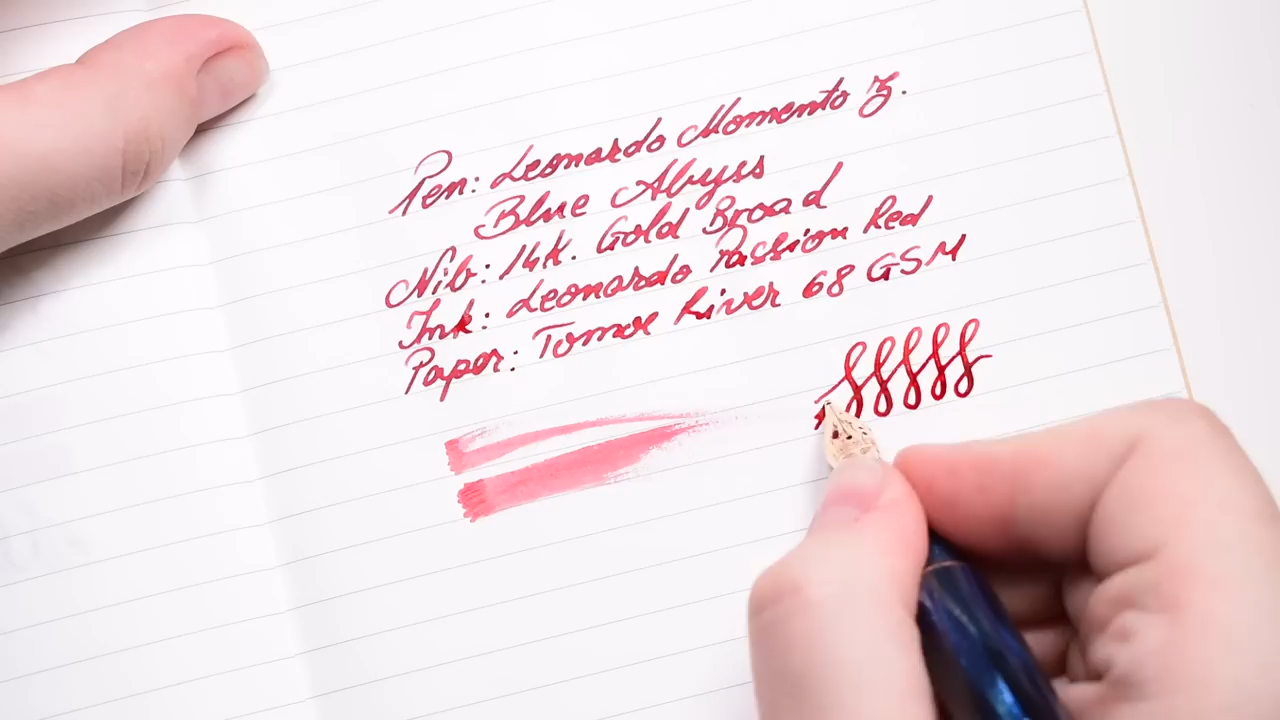 Pen: Leonardo Momento Z.
Blue Abyss
Nib: 14K. Gold Broad
Ink: Leonardo Passion Red
Paper: Tomoe River 68 GSM